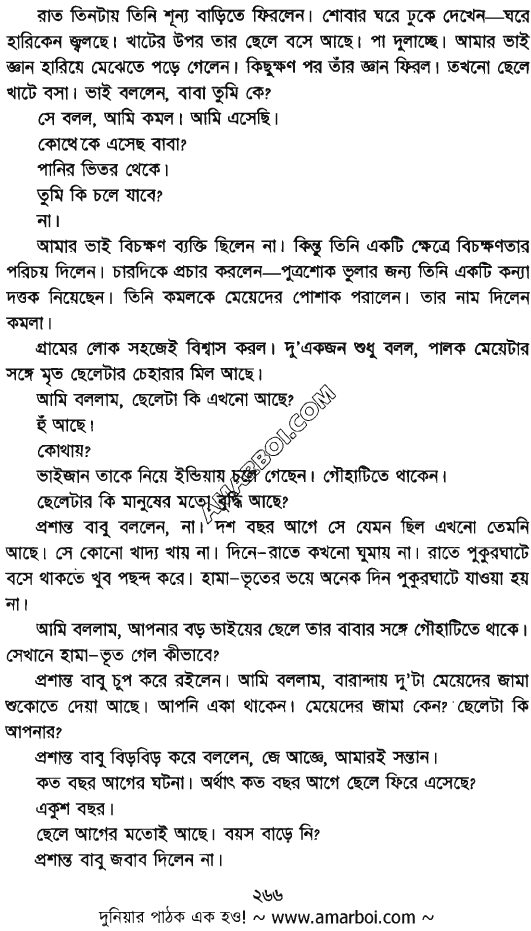 রাত তিনটায় তিনি শূন্য বাড়িতে ফিরলেন। শোবার ঘরে ঢুকে দেখেন—ঘরে
হারিকেন জ্বলছে। খাটের উপর তার ছেলে বসে আছে। পা দুলাচ্ছে। আমার ভাই
জ্ঞান হারিয়ে মেঝেতে পড়ে গেলেন। কিছুক্ষণ পর তাঁর জ্ঞান ফিরল। তখনো ছেলে
খাটে বসা। ভাই বললেন, বাবা তুমি কে?
সে বলল, আমি কমল। আমি এসেছি।
কোত্থেকে এসেছ বাবা?
পানির ভিতর থেকে।
তুমি কি চলে যাবে?
না।
আমার ভাই বিচক্ষণ ব্যক্তি ছিলেন না। কিন্তু তিনি একটি ক্ষেত্রে বিচক্ষণতার
পরিচয় দিলেন। চারদিকে প্রচার করলেন—পুত্রশোক ভুলার জন্য তিনি একটি কন্যা
দত্তক নিয়েছেন। তিনি কমলকে মেয়েদের পোশাক পরালেন। তার নাম দিলেন
কমলা।
গ্রামের লোক সহজেই বিশ্বাস করল। দু'একজন শুধু বলল, পালক মেয়েটার
সঙ্গে মৃত ছেলেটার চেহারার মিল আছে।
আমি বললাম, ছেলেটা কি এখনো আছে?
হুঁ আছে।
কোথায়?
ভাইজান তাকে নিয়ে ইন্ডিয়ায় চলে গেছেন। গৌহাটিতে থাকেন।
ছেলেটার কি মানুষের মতো বুদ্ধি আছে?
প্রশান্ত বাবু বললেন, না। দশ বছর আগে সে যেমন ছিল এখনো তেমনি
আছে। সে কোনো খাদ্য খায় না। দিনে-রাতে কখনো ঘুমায় না। রাতে পুকুরঘাটে
বসে থাকতে খুব পছন্দ করে। হামা-ভূতের ভয়ে অনেক দিন পুকুরঘাটে যাওয়া হয়
না।
আমি বললাম, আপনার বড় ভাইয়ের ছেলে তার বাবার সঙ্গে গৌহাটিতে থাকে।
সেখানে হামা-ভূত গেল কীভাবে?
প্রশান্ত বাবু চুপ করে রইলেন। আমি বললাম, বারান্দায় দু'টা মেয়েদের জামা
শুকোতে দেয়া আছে। আপনি একা থাকেন। মেয়েদের জামা কেন? ছেলেটা কি
আপনার?
প্রশান্ত বাবু বিড়বিড় করে বললেন, জে আজ্ঞে, আমারই সন্তান।
কত বছর আগের ঘটনা। অর্থাৎ কত বছর আগে ছেলে ফিরে এসেছে?
একুশ বছর।
ছেলে আগের মতোই আছে। বয়স বাড়ে নি?
প্রশান্ত বাবু জবাব দিলেন না।
AMARBOI.COM
২৬৬
দুনিয়ার পাঠক এক হও! ~ www.amarboi.com ~